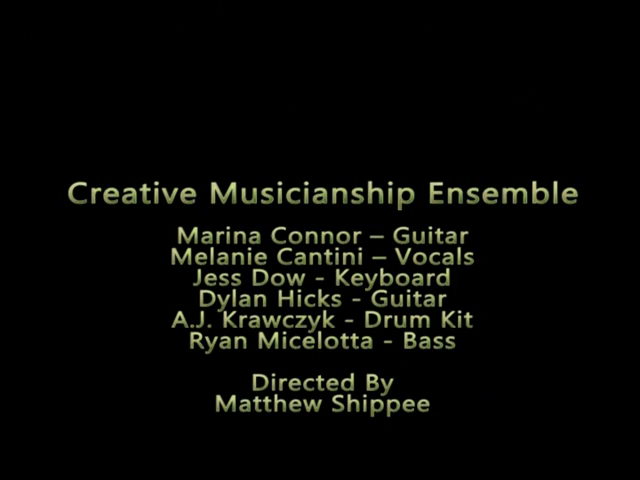 Creative Musicianship Ensemble
Marina Connor – Guitar
Melanie Cantini – Vocals
Jess Dow - Keyboard
Dylan Hicks - Guitar
A.J. Krawczyk - Drum Kit
Ryan Micelotta - Bass
Directed By
Matthew Shippee